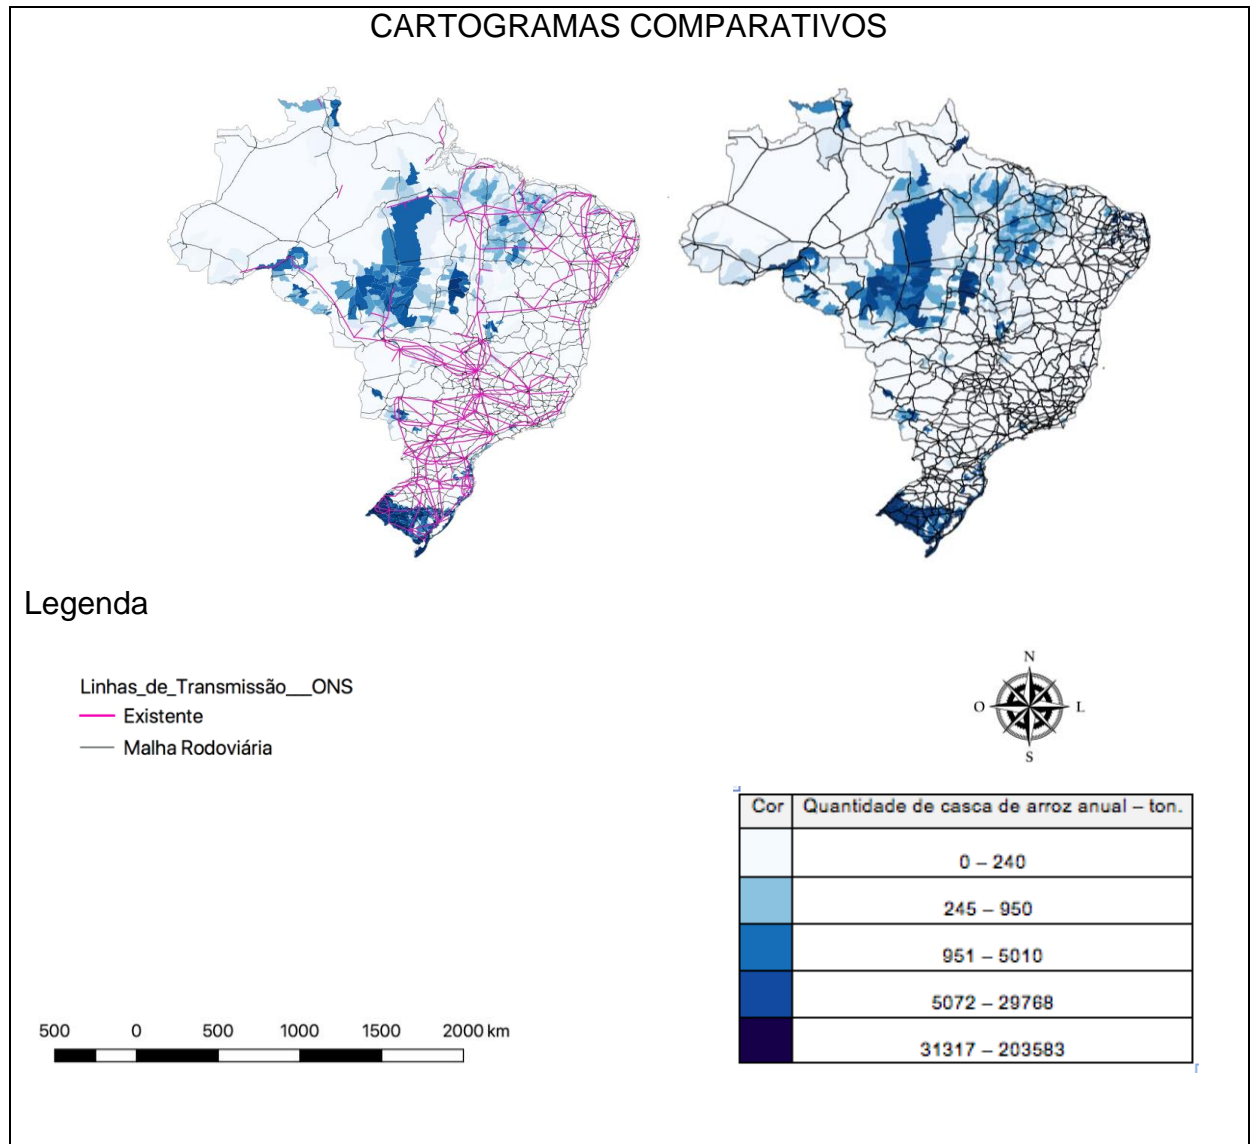 CARTOGRAMAS COMPARATIVOS
Legenda
Linhas_de_Transmissão__ONS
Existente
Malha Rodoviária
N
O
L
S
Cor Quantidade de casca de arroz anual – ton.
0 – 240
245 – 950
951 – 5010
5072 – 29768
31317 – 203583
500 0 500 1000 1500 2000 km